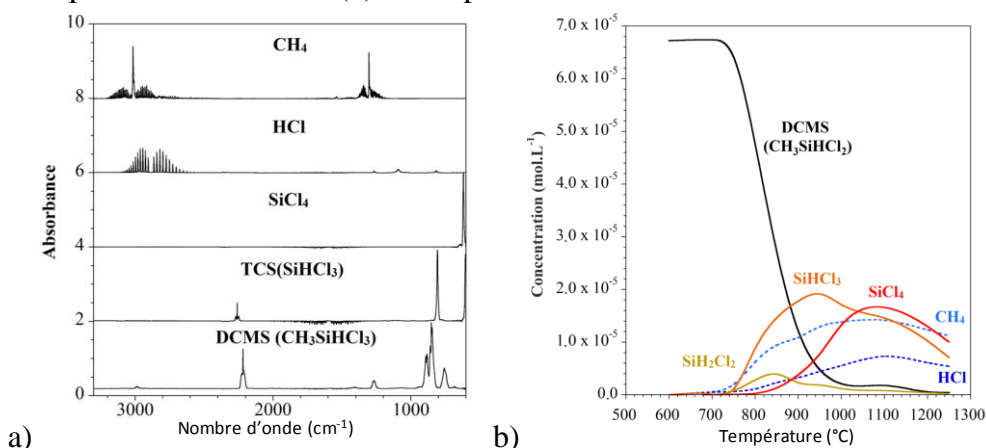 10
CH₄
8
HCl
6
SiCl₄
4
TCS(SiHCl₃)
2
DCMS (CH₃SiHCl₃)
0
3000 2000 1000
Absorbance
Nombre d'onde (cm⁻¹)
a)
7.0 x 10⁻⁵
6.0 x 10⁻⁵
5.0 x 10⁻⁵
4.0 x 10⁻⁵
3.0 x 10⁻⁵
2.0 x 10⁻⁵
1.0 x 10⁻⁵
0.0
Concentration (mol.L⁻¹)
DCMS
(CH₃SiHCl₂)
SiHCl₃
SiCl₄
CH₄
SiH₂Cl₂
HCl
500 600 700 800 900 1000 1100 1200 1300
Température (°C)
b)